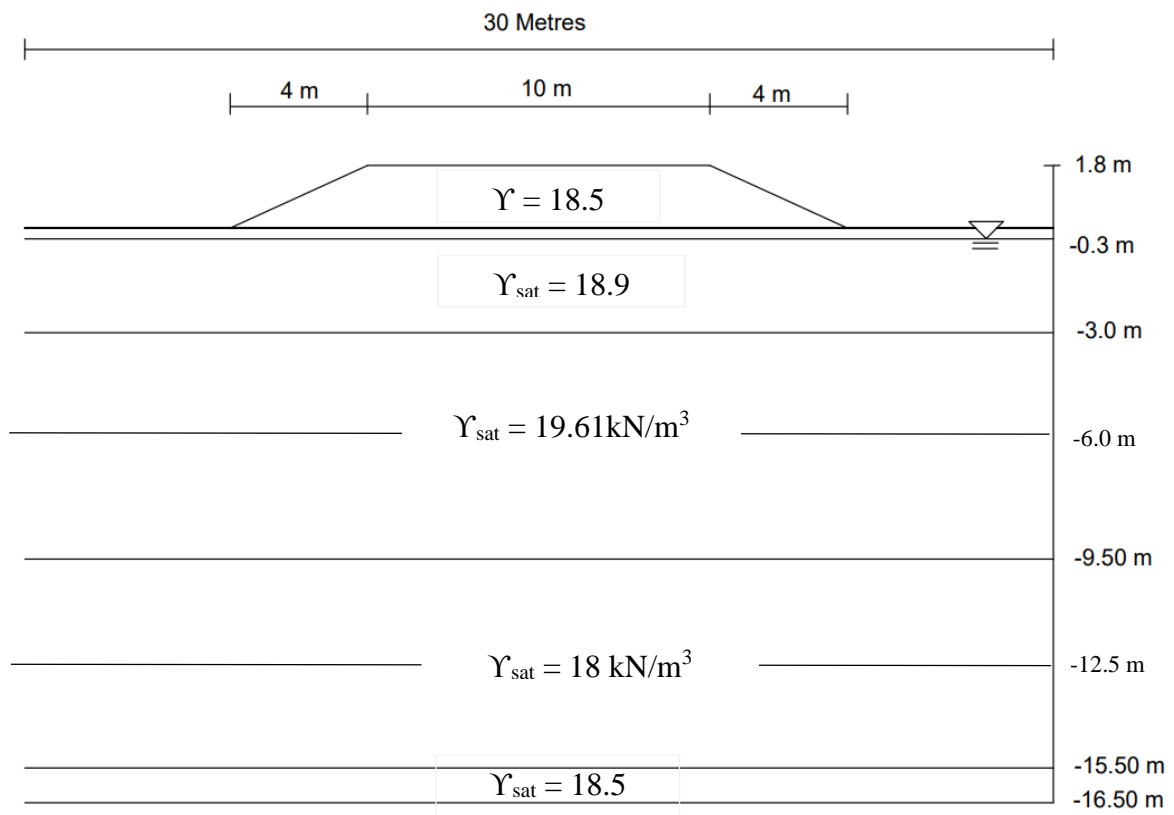 30 Metres
4 m
10 m
4 m
1.8 m
ϒ = 18.5
-0.3 m
ϒsat = 18.9
-3.0 m
ϒsat = 19.61kN/m³
-6.0 m
-9.50 m
ϒsat = 18 kN/m³
-12.5 m
-15.50 m
ϒsat = 18.5
-16.50 m